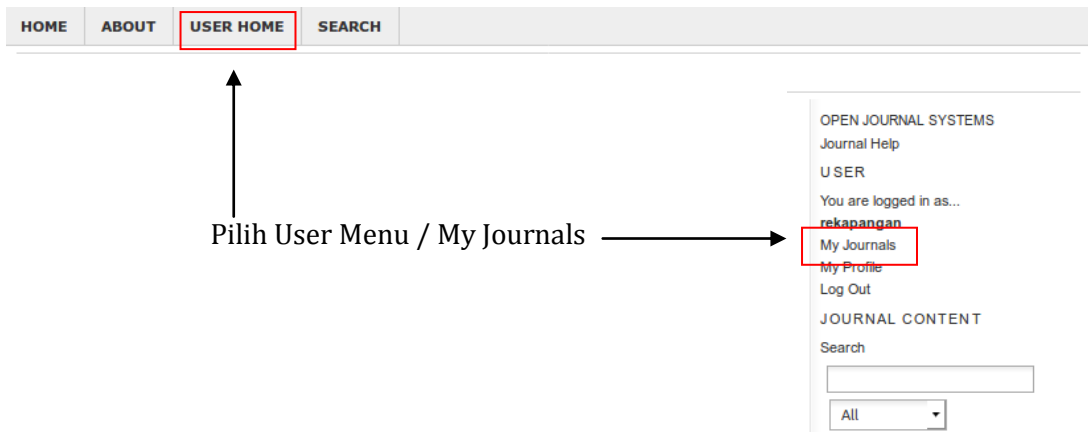 HOME ABOUT USER HOME SEARCH
OPEN JOURNAL SYSTEMS
Journal Help
USER
You are logged in as...
rekapangan
Pilih User Menu / My Journals
My Journals
My Profile
Log Out
JOURNAL CONTENT
Search
All